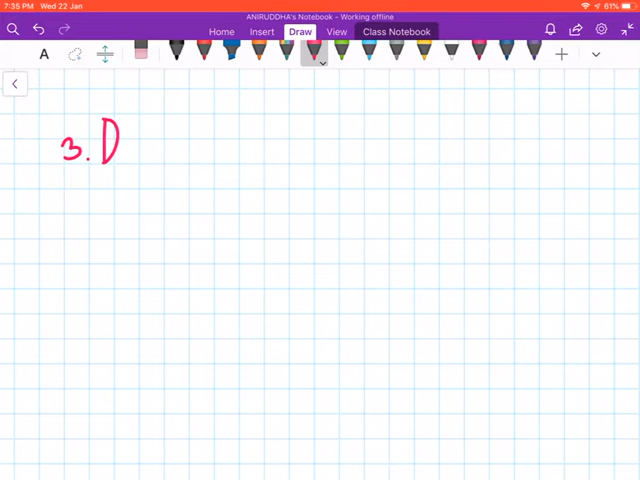 7:35 PM Wed 22 Jan 61%
ANIRUDDHA's Notebook - Working offline
Home Insert Draw View Class Notebook
A
3. D